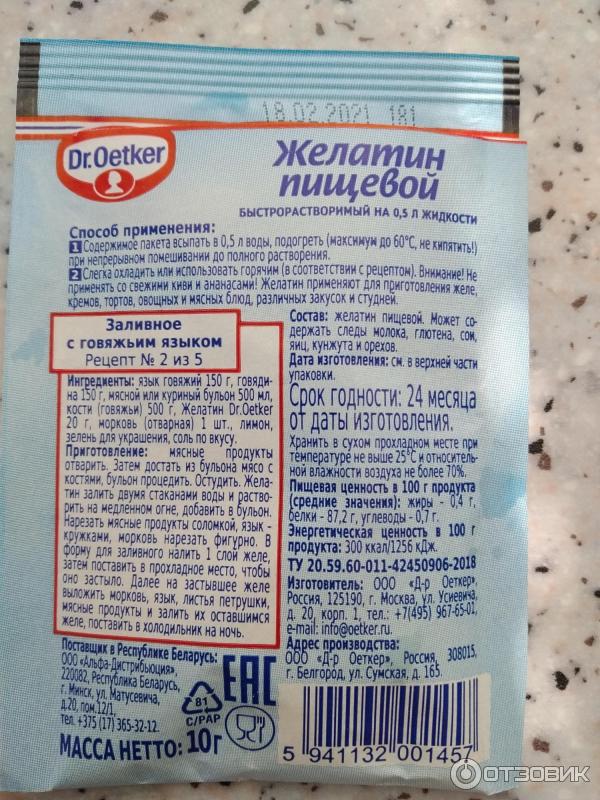 18.02.2021 181
Dr.Oetker
Желатин
пищевой
БЫСТРОРАСТВОРИМЫЙ НА 0,5 Л ЖИДКОСТИ
Способ применения:
1 Содержимое пакета всыпать в 0,5 л воды, подогреть (максимум до 60°С, не кипятить!)
при непрерывном помешивании до полного растворения.
2 Слегка охладить или использовать горячим (в соответствии с рецептом). Внимание! Не
применять со свежими киви и ананасами! Желатин применяют для приготовления желе,
кремов, тортов, овощных и мясных блюд, различных закусок и студней.
Заливное
с говяжьим языком
Рецепт № 2 из 5
Ингредиенты: язык говяжий 150 г, говяди-
на 150 г, мясной или куриный бульон 500 мл,
кости (говяжьи) 500 г, Желатин Dr.Oetker
20 г, морковь (отварная) 1 шт., лимон,
зелень для украшения, соль по вкусу.
Приготовление: мясные продукты
отварить. Затем достать из бульона мясо с
костями, бульон процедить. Остудить. Жела-
тин залить двумя стаканами воды и раство-
рить на медленном огне, добавить в бульон.
Нарезать мясные продукты соломкой, язык -
кружками, морковь нарезать фигурно. В
форму для заливного налить 1 слой желе,
затем поставить в прохладное место, чтобы
оно застыло. Далее на застывшее желе
выложить морковь, язык, листья петрушки,
мясные продукты и залить их оставшимся
желе, поставить в холодильник на ночь.
Состав: желатин пищевой. Может со-
держать следы молока, глютена, сои,
яиц, кунжута и орехов.
Дата изготовления: см. в верхней части
упаковки.
Срок годности: 24 месяца
от даты изготовления.
Хранить в сухом прохладном месте при
температуре не выше 25°С и относитель-
ной влажности воздуха не более 70%.
Пищевая ценность в 100 г продукта
(средние значения): жиры - 0,4 г,
белки - 87,2 г, углеводы - 0,7 г.
Энергетическая ценность в 100 г
продукта: 300 ккал/1256 кДж.
ТУ 20.59.60-011-42450906-2018
Изготовитель: ООО «Д-р Оеткер»,
Россия, 125190, г. Москва, ул. Усиевича,
д. 20, корп. 1, тел.: +7(495) 967-65-01,
e-mail: info@oetker.ru.
Адрес производства:
ООО «Д-р Оеткер», Россия, 308015,
г. Белгород, ул. Сумская, д. 165.
Поставщик в Республике Беларусь:
ООО «Альфа-Дистрибьюция»,
220082, Республика Беларусь,
г. Минск, ул. Матусевича,
д.20, пом.12/1,
тел. +375 (17) 365-32-12.
81
C/PAP
EAC
МАССА НЕТТО: 10г
5 941132 001457
ОТЗОВИК